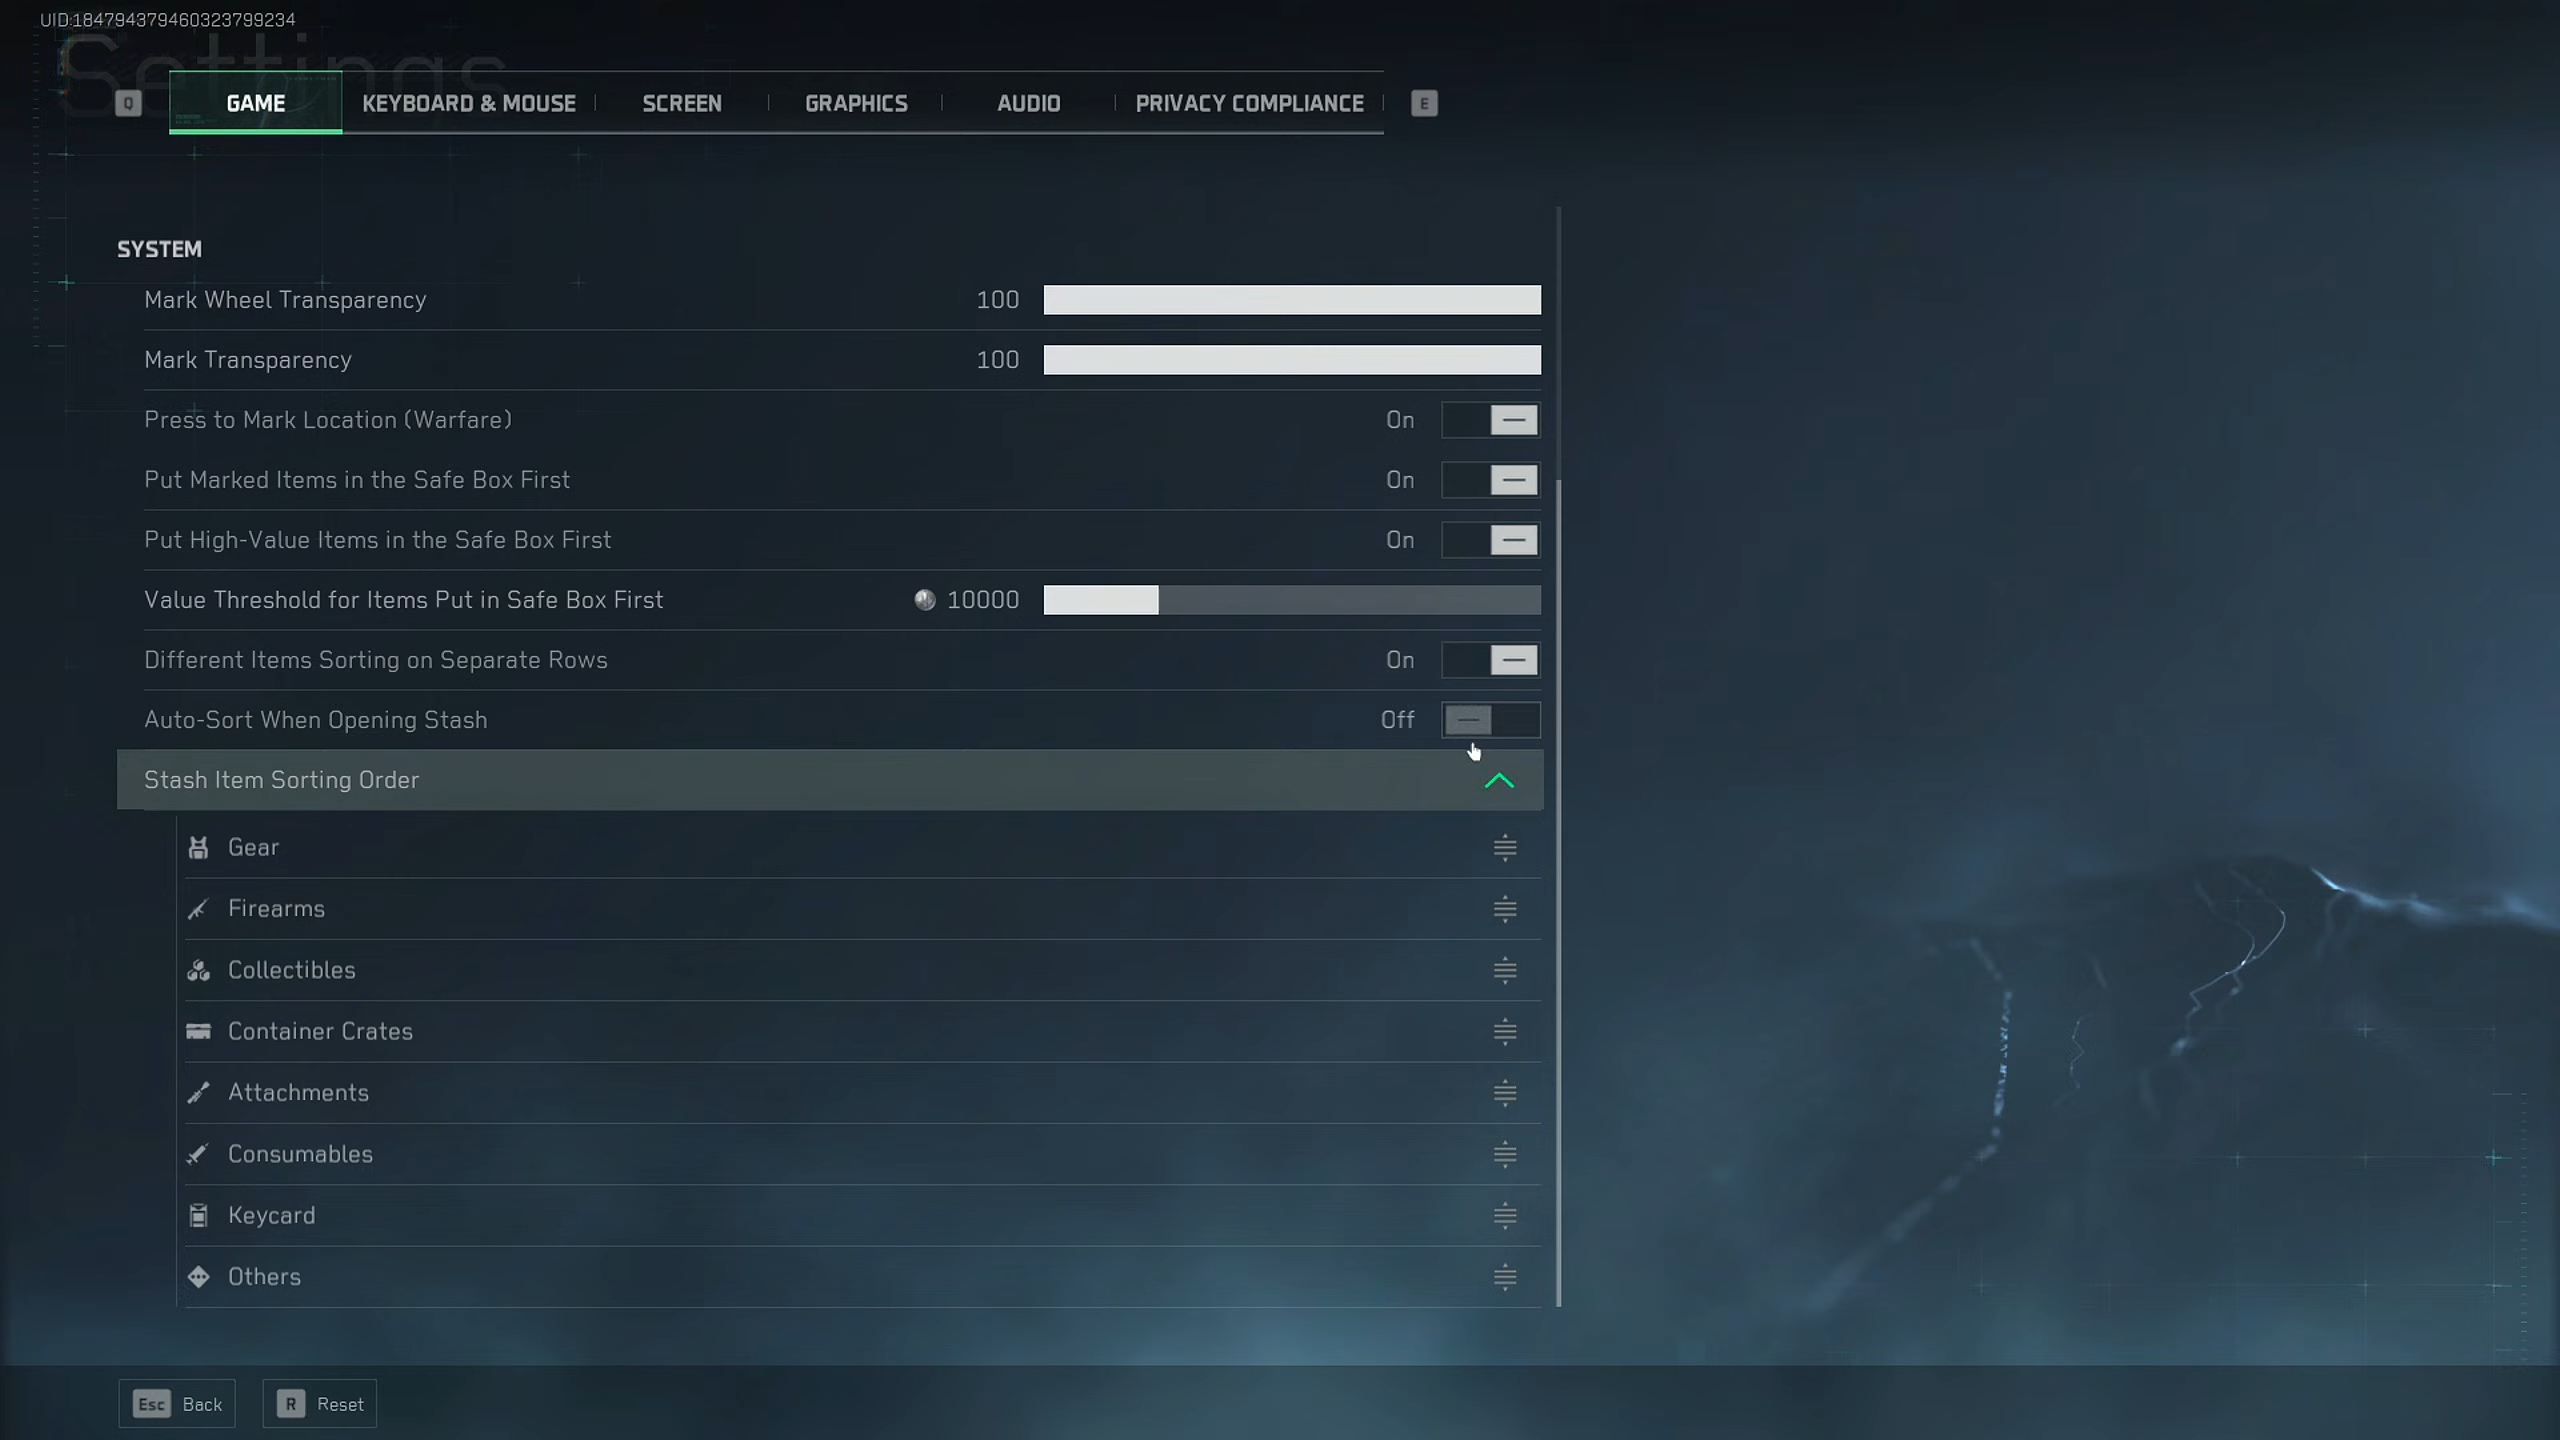 UID:184794379460323799234
Settings
Q
GAME
KEYBOARD & MOUSE
SCREEN
GRAPHICS
AUDIO
PRIVACY COMPLIANCE
E
SYSTEM
Mark Wheel Transparency 100
Mark Transparency 100
Press to Mark Location (Warfare) On
Put Marked Items in the Safe Box First On
Put High-Value Items in the Safe Box First On
Value Threshold for Items Put in Safe Box First 10000
Different Items Sorting on Separate Rows On
Auto-Sort When Opening Stash Off
Stash Item Sorting Order
Gear
Firearms
Collectibles
Container Crates
Attachments
Consumables
Keycard
Others
Esc Back
R Reset